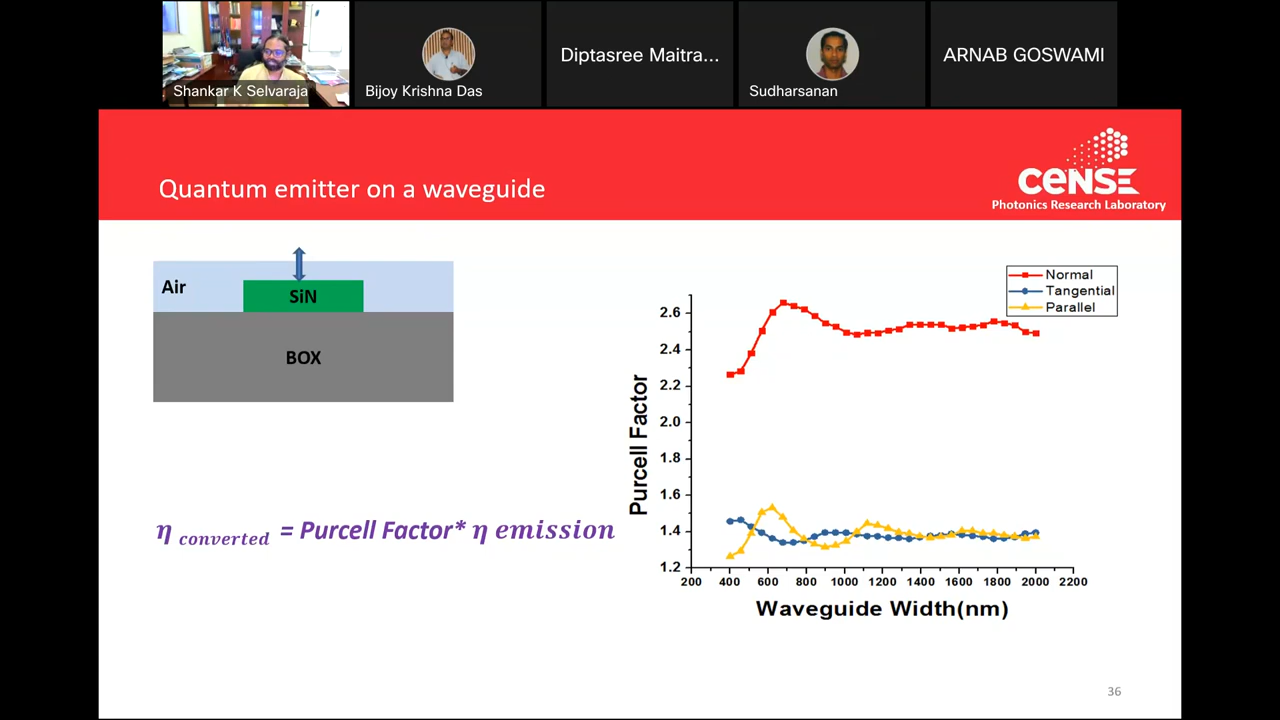 Shankar K Selvaraja
Bijoy Krishna Das
Diptasree Maitra...
Sudharsanan
ARNAB GOSWAMI
Quantum emitter on a waveguide
CeNSE
Photonics Research Laboratory
Air
SiN
BOX
η converted = Purcell Factor* η emission
Normal
Tangential
Parallel
Purcell Factor
2.6
2.4
2.2
2.0
1.8
1.6
1.4
1.2
200 400 600 800 1000 1200 1400 1600 1800 2000 2200
Waveguide Width(nm)
36